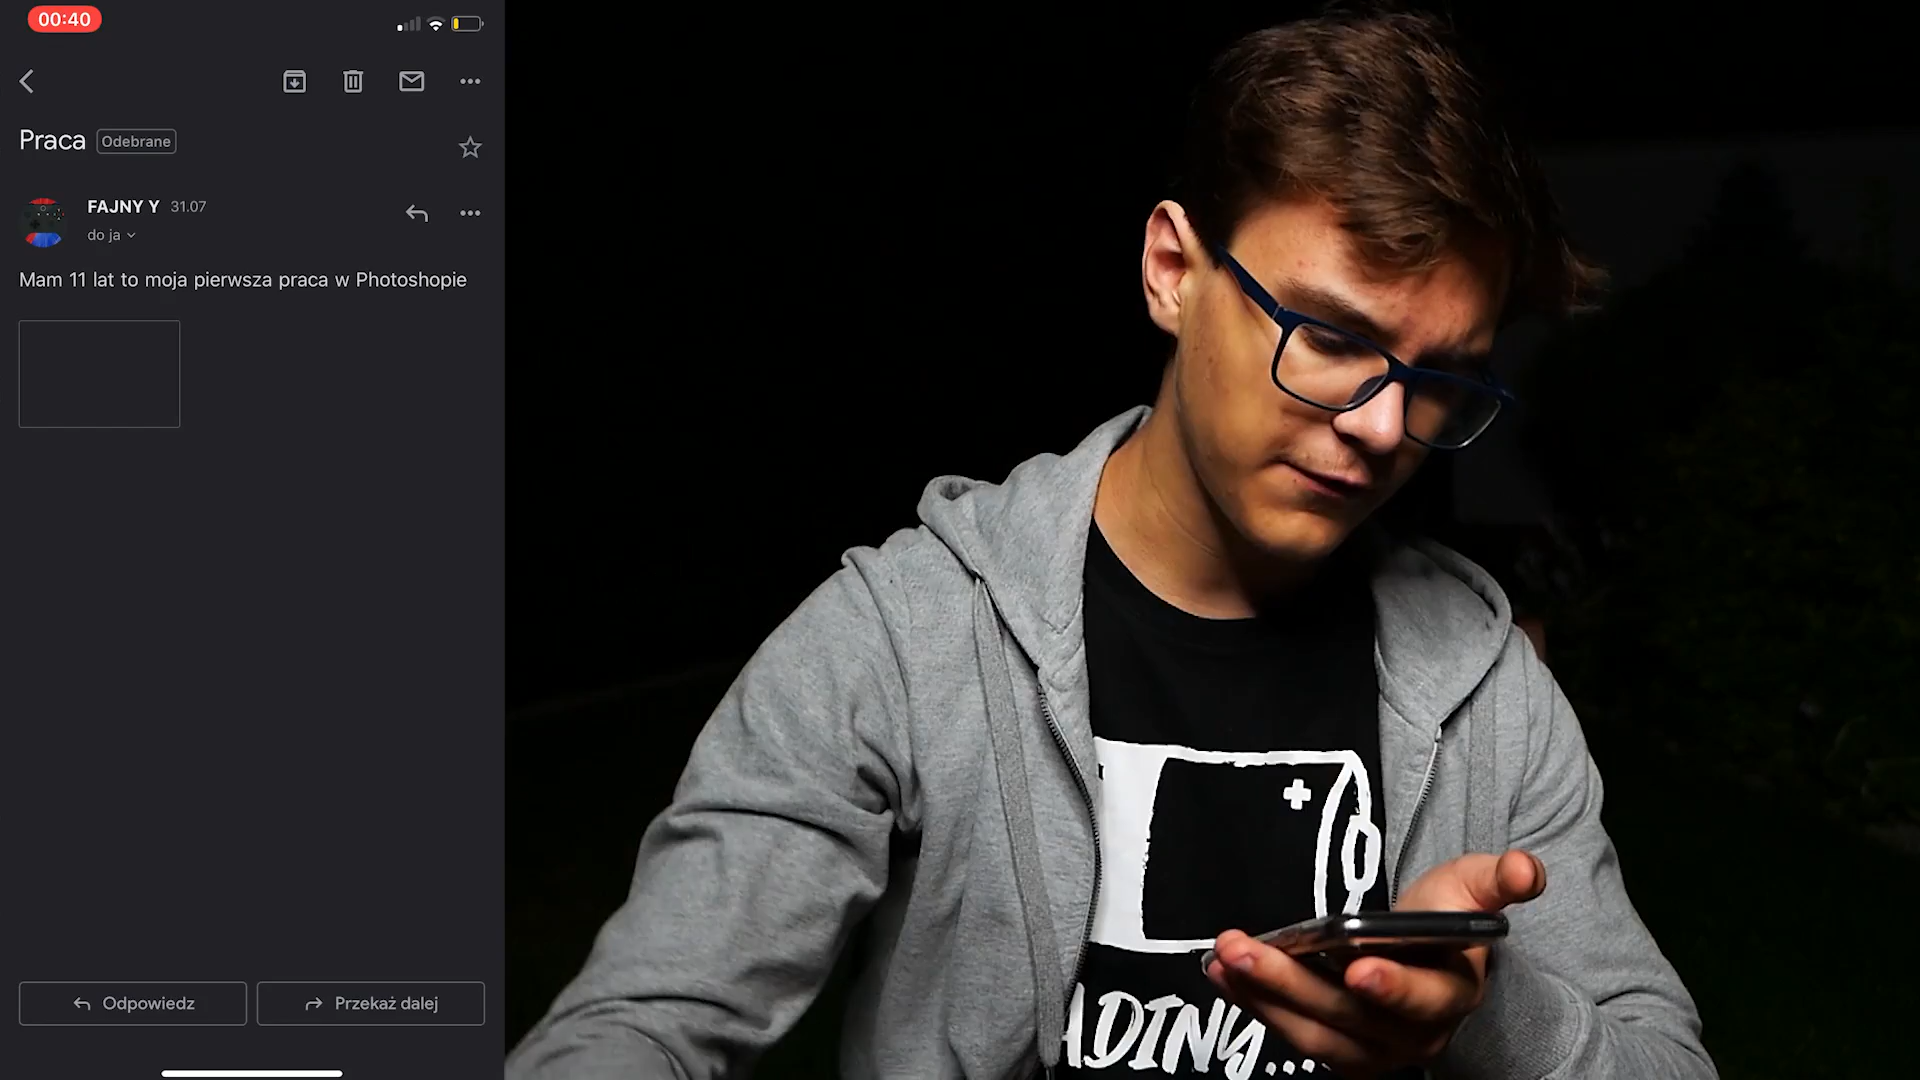 00:40
Praca Odebrane
FAJNY Y 31.07
do ja
Mam 11 lat to moja pierwsza praca w Photoshopie
Odpowiedz
Przekaż dalej
ADING...